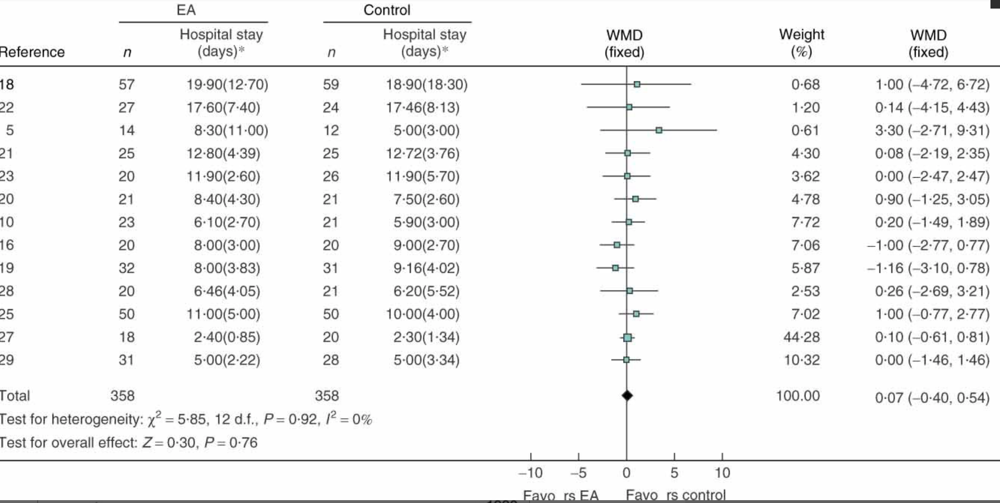 EA Control
Hospital stay Hospital stay WMD Weight WMD
Reference n (days)* n (days)* (fixed) (%) (fixed)
18 57 19·90(12·70) 59 18·90(18·30) 0·68 1·00 (–4·72, 6·72)
22 27 17·60(7·40) 24 17·46(8·13) 1·20 0·14 (–4·15, 4·43)
5 14 8·30(11·00) 12 5·00(3·00) 0·61 3·30 (–2·71, 9·31)
21 25 12·80(4·39) 25 12·72(3·76) 4·30 0·08 (–2·19, 2·35)
23 20 11·90(2·60) 26 11·90(5·70) 3·62 0·00 (–2·47, 2·47)
20 21 8·40(4·30) 21 7·50(2·60) 4·78 0·90 (–1·25, 3·05)
10 23 6·10(2·70) 21 5·90(3·00) 7·72 0·20 (–1·49, 1·89)
16 20 8·00(3·00) 20 9·00(2·70) 7·06 –1·00 (–2·77, 0·77)
19 32 8·00(3·83) 31 9·16(4·02) 5·87 –1·16 (–3·10, 0·78)
28 20 6·46(4·05) 21 6·20(5·52) 2·53 0·26 (–2·69, 3·21)
25 50 11·00(5·00) 50 10·00(4·00) 7·02 1·00 (–0·77, 2·77)
27 18 2·40(0·85) 20 2·30(1·34) 44·28 0·10 (–0·61, 0·81)
29 31 5·00(2·22) 28 5·00(3·34) 10·32 0·00 (–1·46, 1·46)
Total 358 358 100.00 0·07 (–0·40, 0·54)
Test for heterogeneity: χ² = 5·85, 12 d.f., P = 0·92, I² = 0%
Test for overall effect: Z = 0·30, P = 0·76
–10 –5 0 5 10
Favo rs EA Favo rs control